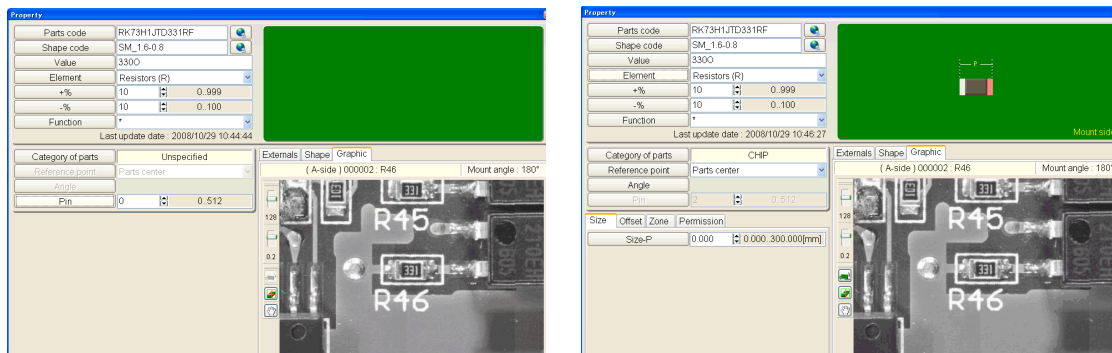 Property
Parts code RK73H1JTD331RF
Shape code SM_1.6-0.8
Value 330O
Element Resistors (R)
+% 10 0..999
-% 10 0..100
Function *
Last update date : 2008/10/29 10:44:44
Category of parts Unspecified
Reference point Parts center
Angle
Pin 0 0..512
Externals Shape Graphic
( A-side ) 000002 : R46 Mount angle : 180°
128
0.2
331
R45
331
R46
Property
Parts code RK73H1JTD331RF
Shape code SM_1.6-0.8
Value 330O
Element Resistors (R)
+% 10 0..999
-% 10 0..100
Function *
Last update date : 2008/10/29 10:46:27
P
Mount side
Category of parts CHIP
Reference point Parts center
Angle
Pin 2 0..512
Size Offset Zone Permission
Size-P 0.000 0.000..300.000[mm]
Externals Shape Graphic
( A-side ) 000002 : R46 Mount angle : 180°
128
0.2
331
R45
331
R46